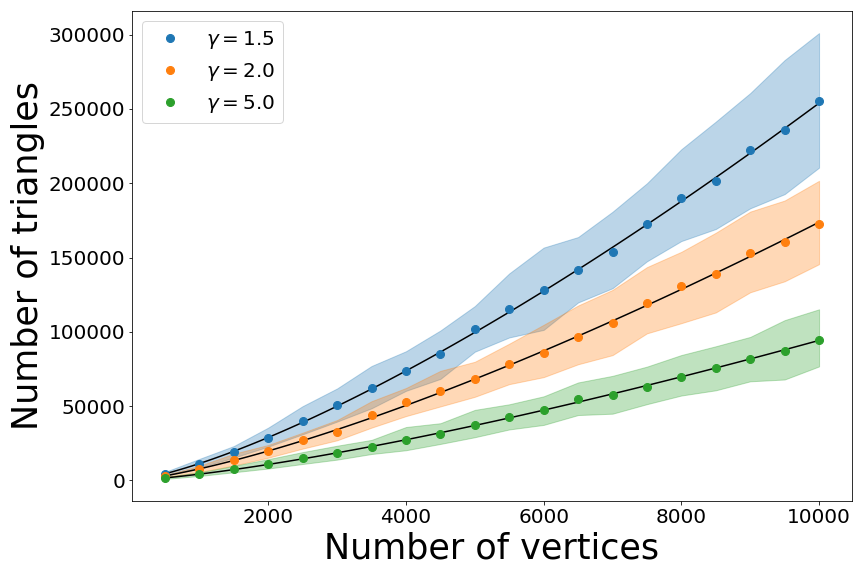 Number of triangles
300000
250000
200000
150000
100000
50000
0
γ = 1.5
γ = 2.0
γ = 5.0
2000 4000 6000 8000 10000
Number of vertices